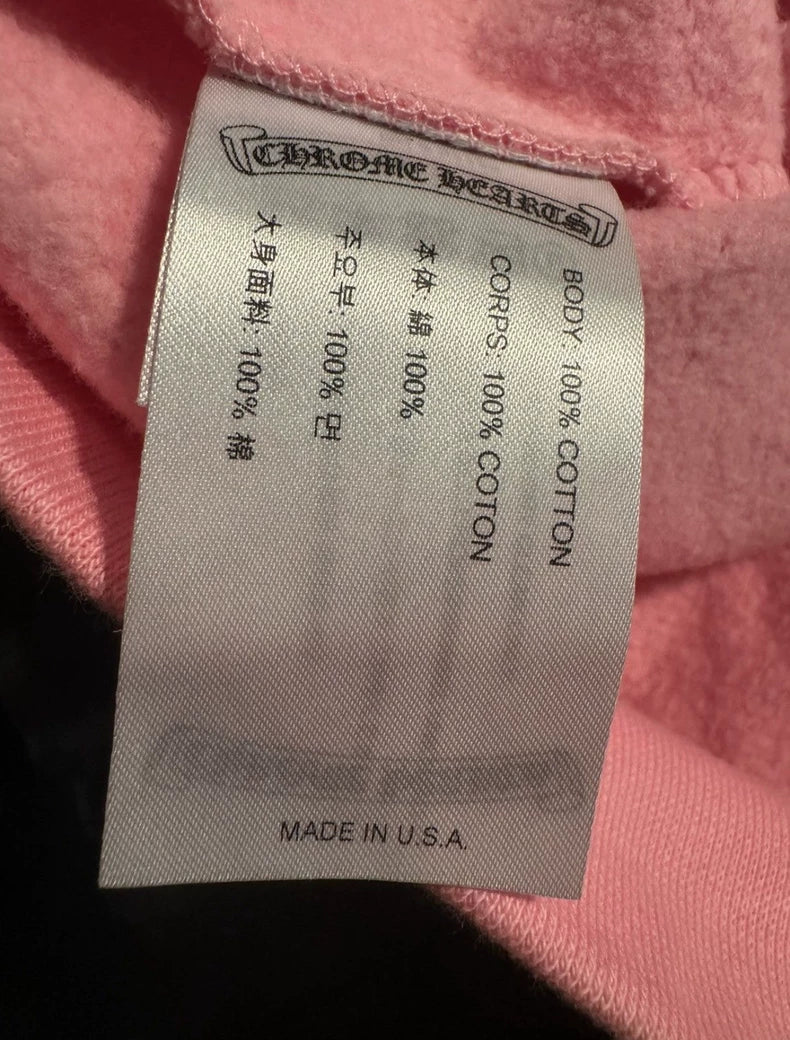 CHROME HEARTS
BODY: 100% COTTON
CORPS: 100% COTON
本体: 綿 100%
주요부: 100% 면
大身面料: 100% 棉
MADE IN U.S.A.